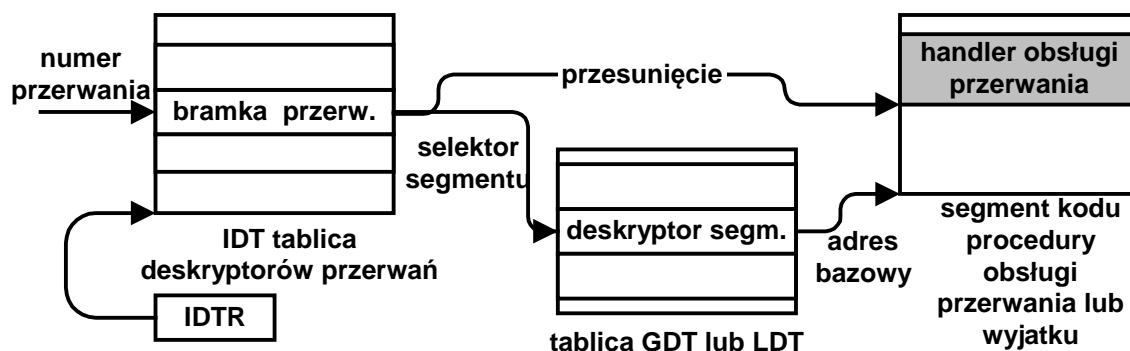 numer
przerwania
bramka przerw.
IDT tablica
deskryptorów przerwań
IDTR
przesunięcie
selektor
segmentu
deskryptor segm.
tablica GDT lub LDT
adres
bazowy
handler obsługi
przerwania
segment kodu
procedury
obsługi
przerwania lub
wyjatku